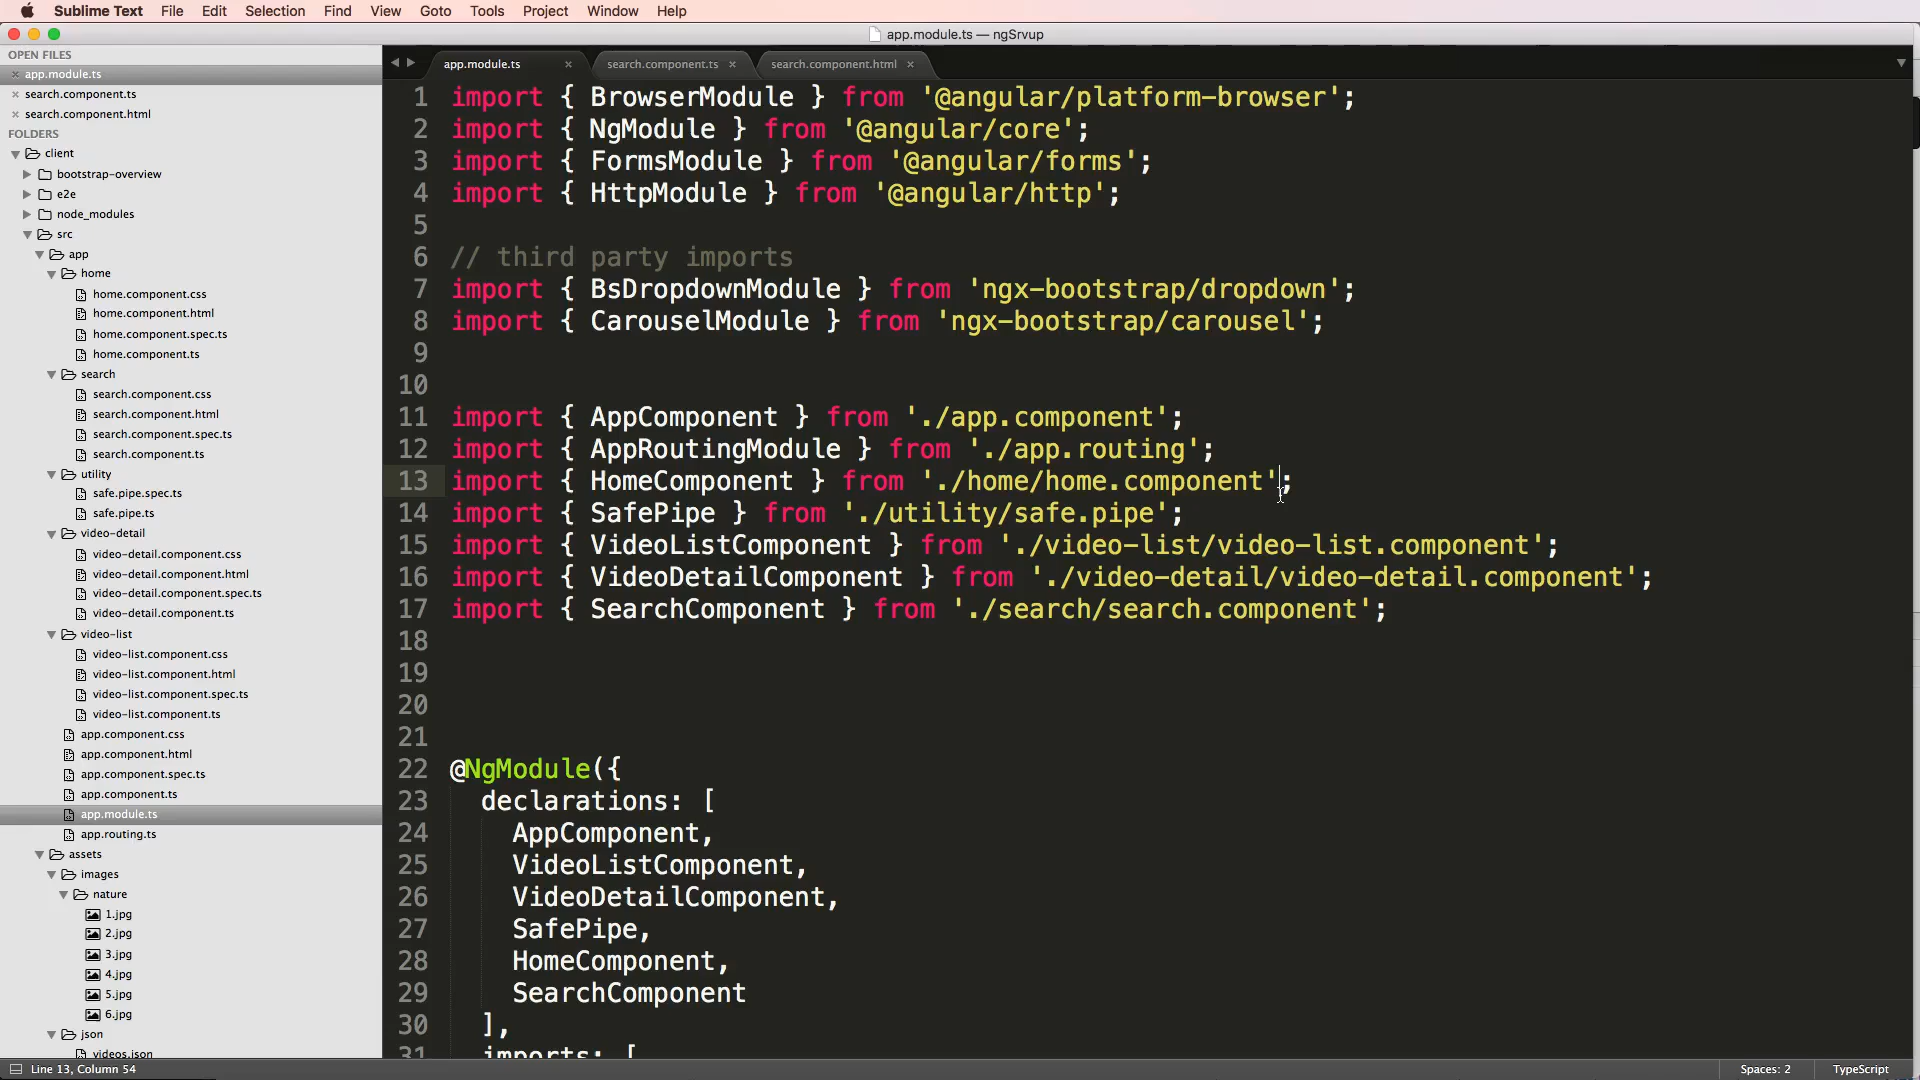 Sublime Text File Edit Selection Find View Goto Tools Project Window Help
app.module.ts — ngSrvup
OPEN FILES
× app.module.ts
× search.component.ts
× search.component.html
FOLDERS
client
bootstrap-overview
e2e
node_modules
src
app
home
home.component.css
home.component.html
home.component.spec.ts
home.component.ts
search
search.component.css
search.component.html
search.component.spec.ts
search.component.ts
utility
safe.pipe.spec.ts
safe.pipe.ts
video-detail
video-detail.component.css
video-detail.component.html
video-detail.component.spec.ts
video-detail.component.ts
video-list
video-list.component.css
video-list.component.html
video-list.component.spec.ts
video-list.component.ts
app.component.css
app.component.html
app.component.spec.ts
app.component.ts
app.module.ts
app.routing.ts
assets
images
nature
1.jpg
2.jpg
3.jpg
4.jpg
5.jpg
6.jpg
json
videos.json
app.module.ts × search.component.ts × search.component.html ×
1 import { BrowserModule } from '@angular/platform-browser';
2 import { NgModule } from '@angular/core';
3 import { FormsModule } from '@angular/forms';
4 import { HttpModule } from '@angular/http';
5
6 // third party imports
7 import { BsDropdownModule } from 'ngx-bootstrap/dropdown';
8 import { CarouselModule } from 'ngx-bootstrap/carousel';
9
10
11 import { AppComponent } from './app.component';
12 import { AppRoutingModule } from './app.routing';
13 import { HomeComponent } from './home/home.component';
14 import { SafePipe } from './utility/safe.pipe';
15 import { VideoListComponent } from './video-list/video-list.component';
16 import { VideoDetailComponent } from './video-detail/video-detail.component';
17 import { SearchComponent } from './search/search.component';
18
19
20
21
22 @NgModule({
23 declarations: [
24 AppComponent,
25 VideoListComponent,
26 VideoDetailComponent,
27 SafePipe,
28 HomeComponent,
29 SearchComponent
30 ],
31 imports: [
Line 13, Column 54 Spaces: 2 TypeScript